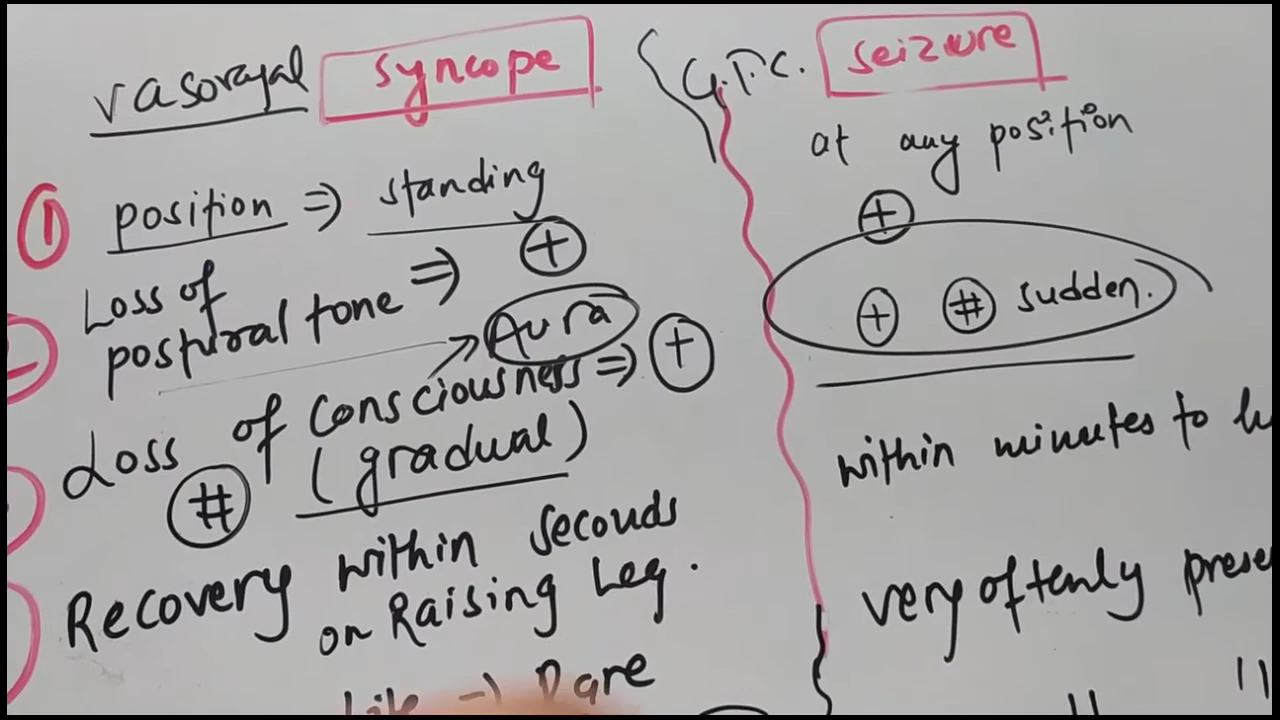 vasovagal syncope
G.T.C. seizure
① position ⇒ standing
at any position
Loss of postural tone ⇒ ⊕
⊕
Aura
Loss of consciousness ⇒ ⊕
# (gradual)
⊕ # sudden.
Recovery within seconds
on Raising Leg.
within minutes to
very oftenly prese
Rare
"